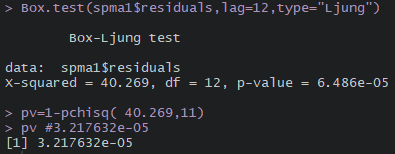 > Box.test(spma1$residuals,lag=12,type="Ljung")
Box-Ljung test
data:  spma1$residuals
X-squared = 40.269, df = 12, p-value = 6.486e-05
> pv=1-pchisq( 40.269,11)
> pv #3.217632e-05
[1] 3.217632e-05